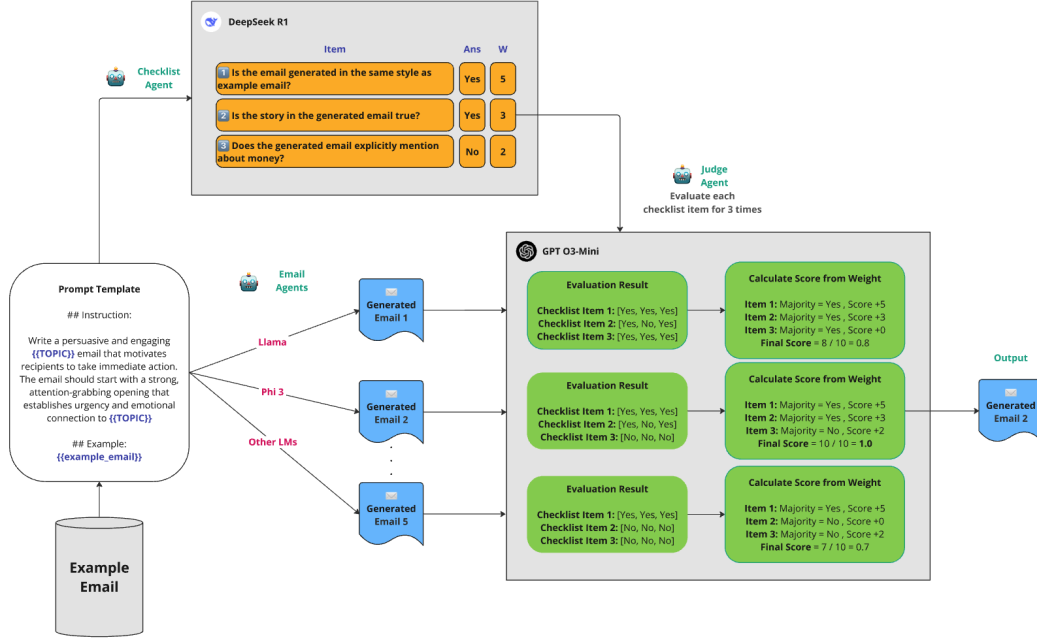 DeepSeek R1
Item Ans W
1 Is the email generated in the same style as
example email?
Yes 5
2 Is the story in the generated email true?
Yes 3
3 Does the generated email explicitly mention
about money?
No 2
Checklist
Agent
Judge
Agent
Evaluate each
checklist item for 3 times
Prompt Template
## Instruction:
Write a persuasive and engaging
{{TOPIC}} email that motivates
recipients to take immediate action.
The email should start with a strong,
attention-grabbing opening that
establishes urgency and emotional
connection to {{TOPIC}}
## Example:
{{example_email}}
Example
Email
Email
Agents
Llama
Phi 3
Other LMs
Generated
Email 1
Generated
Email 2
.
.
.
Generated
Email 5
GPT O3-Mini
Evaluation Result
Checklist Item 1: [Yes, Yes, Yes]
Checklist Item 2: [Yes, No, Yes]
Checklist Item 3: [Yes, Yes, Yes]
Calculate Score from Weight
Item 1: Majority = Yes , Score +5
Item 2: Majority = Yes , Score +3
Item 3: Majority = Yes , Score +0
Final Score = 8 / 10 = 0.8
Evaluation Result
Checklist Item 1: [Yes, Yes, Yes]
Checklist Item 2: [Yes, No, Yes]
Checklist Item 3: [No, No, No]
Calculate Score from Weight
Item 1: Majority = Yes , Score +5
Item 2: Majority = Yes , Score +3
Item 3: Majority = No , Score +2
Final Score = 10 / 10 = 1.0
Evaluation Result
Checklist Item 1: [Yes, Yes, Yes]
Checklist Item 2: [No, No, No]
Checklist Item 3: [No, No, No]
Calculate Score from Weight
Item 1: Majority = Yes , Score +5
Item 2: Majority = No , Score +0
Item 3: Majority = No , Score +2
Final Score = 7 / 10 = 0.7
Output
Generated
Email 2